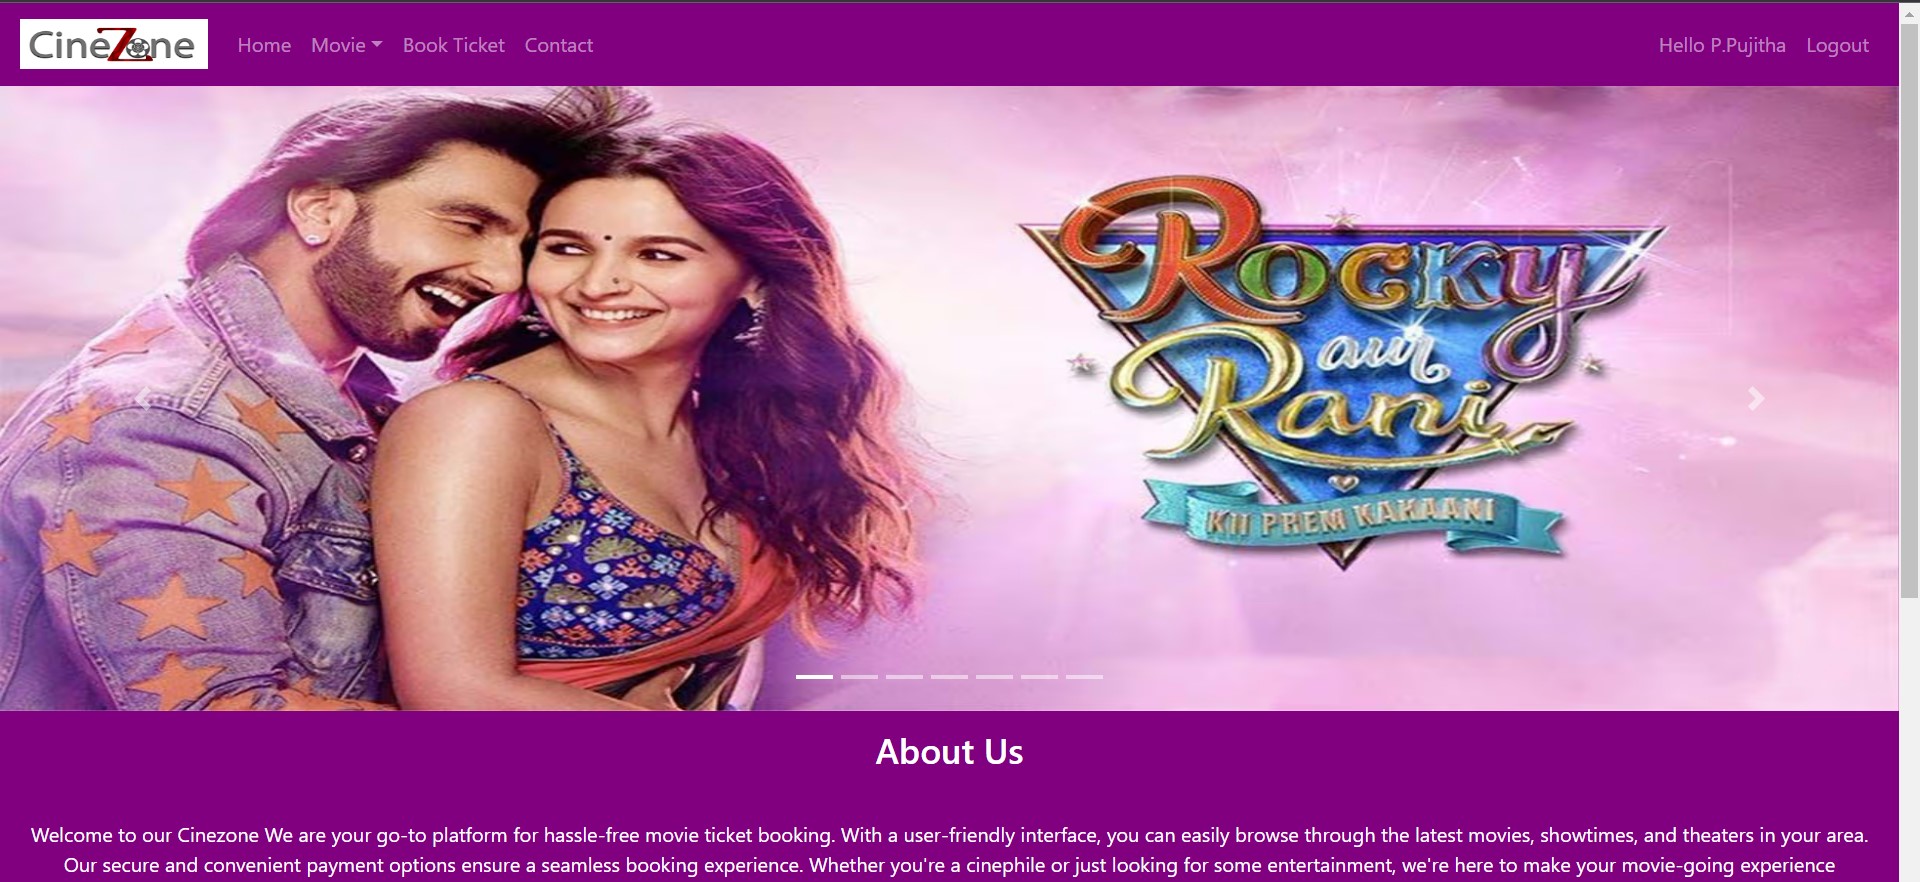 CineZone
Home Movie Book Ticket Contact
Hello P.Pujitha Logout
Rocky
aur
Rani
KII PREM KAHAANI
About Us
Welcome to our Cinezone We are your go-to platform for hassle-free movie ticket booking. With a user-friendly interface, you can easily browse through the latest movies, showtimes, and theaters in your area.
Our secure and convenient payment options ensure a seamless booking experience. Whether you're a cinephile or just looking for some entertainment, we're here to make your movie-going experience